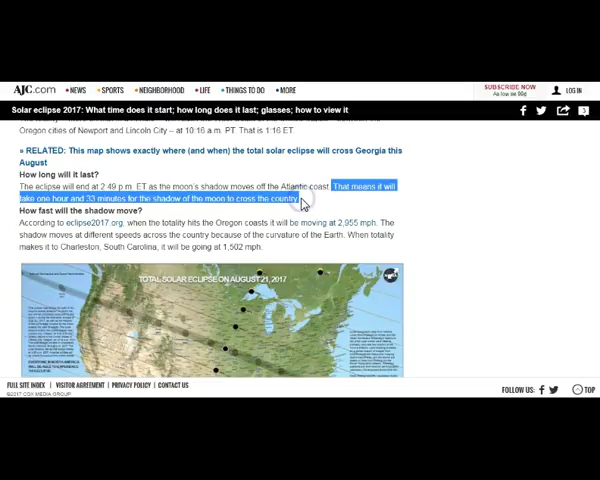 AJC.com
NEWS
SPORTS
NEIGHBORHOOD
LIFE
THINGS TO DO
MORE
SUBSCRIBE NOW
As low as 99¢
LOG IN
Solar eclipse 2017: What time does it start; how long does it last; glasses; how to view it
Oregon cities of Newport and Lincoln City – at 10:16 a.m. PT. That is 1:16 ET.
» RELATED: This map shows exactly where (and when) the total solar eclipse will cross Georgia this
August
How long will it last?
The eclipse will end at 2:49 p.m. ET as the moon's shadow moves off the Atlantic coast. That means it will
take one hour and 33 minutes for the shadow of the moon to cross the country.
How fast will the shadow move?
According to eclipse2017.org, when the totality hits the Oregon coasts it will be moving at 2,955 mph. The
shadow moves at different speeds across the country because of the curvature of the Earth. When totality
makes it to Charleston, South Carolina, it will be going at 1,502 mph.
TOTAL SOLAR ECLIPSE ON AUGUST 21, 2017
FULL SITE INDEX | VISITOR AGREEMENT | PRIVACY POLICY | CONTACT US
©2017 COX MEDIA GROUP
FOLLOW US:
TOP